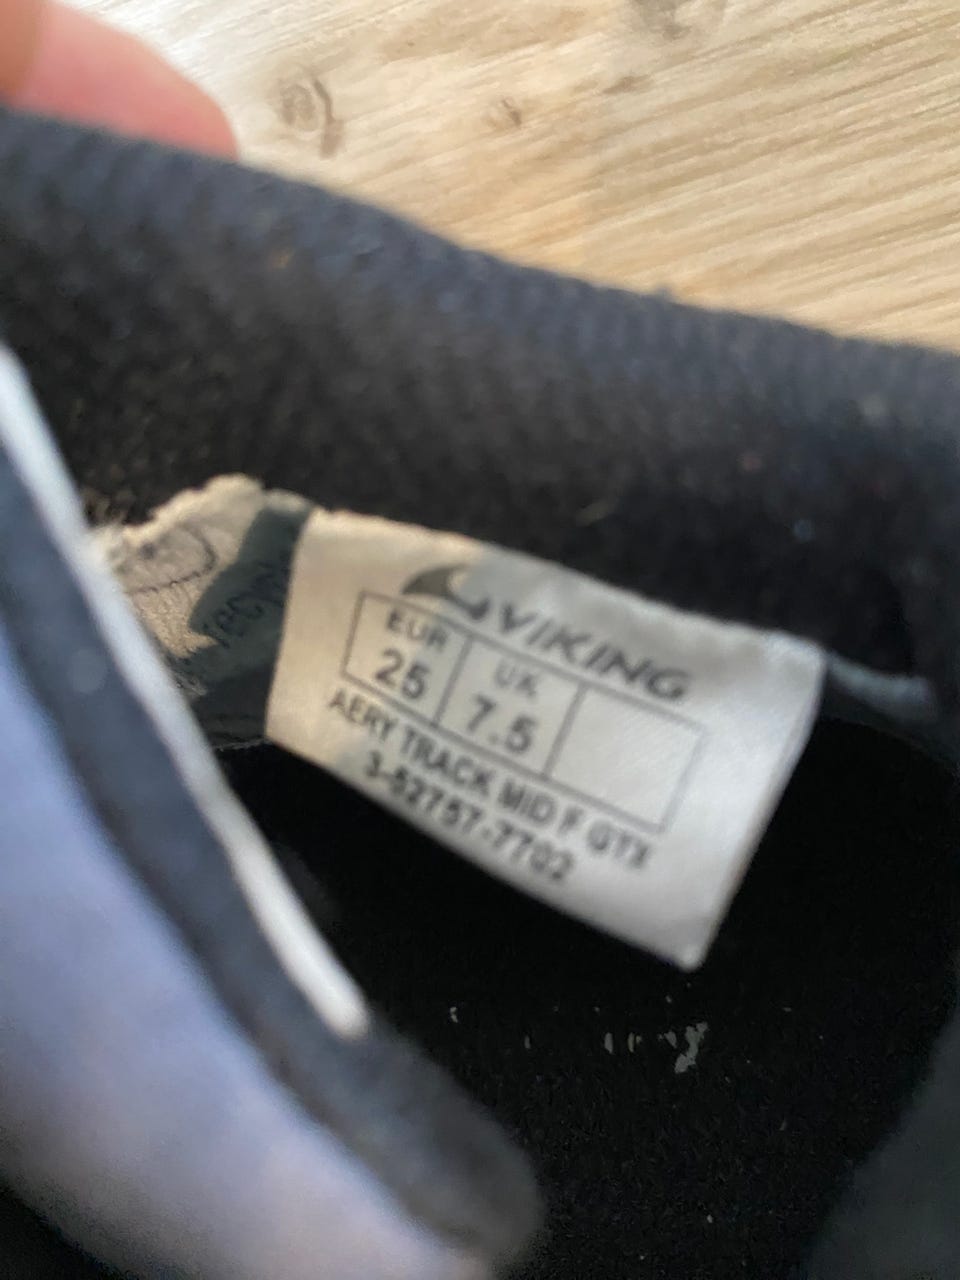 VIKING
EUR UK
25 7.5
AERY TRACK MID F GTX
3-52757-7702